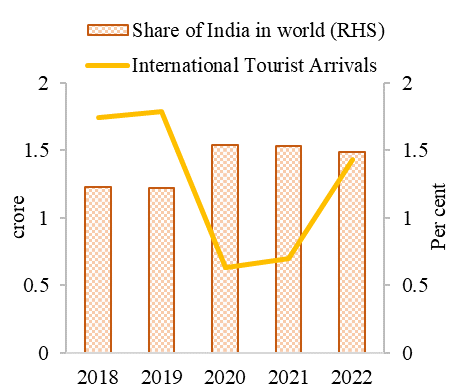 Share of India in world (RHS)
International Tourist Arrivals
2
1.5
1
0.5
0
crore
2
1.5
1
0.5
0
Per cent
2018 2019 2020 2021 2022